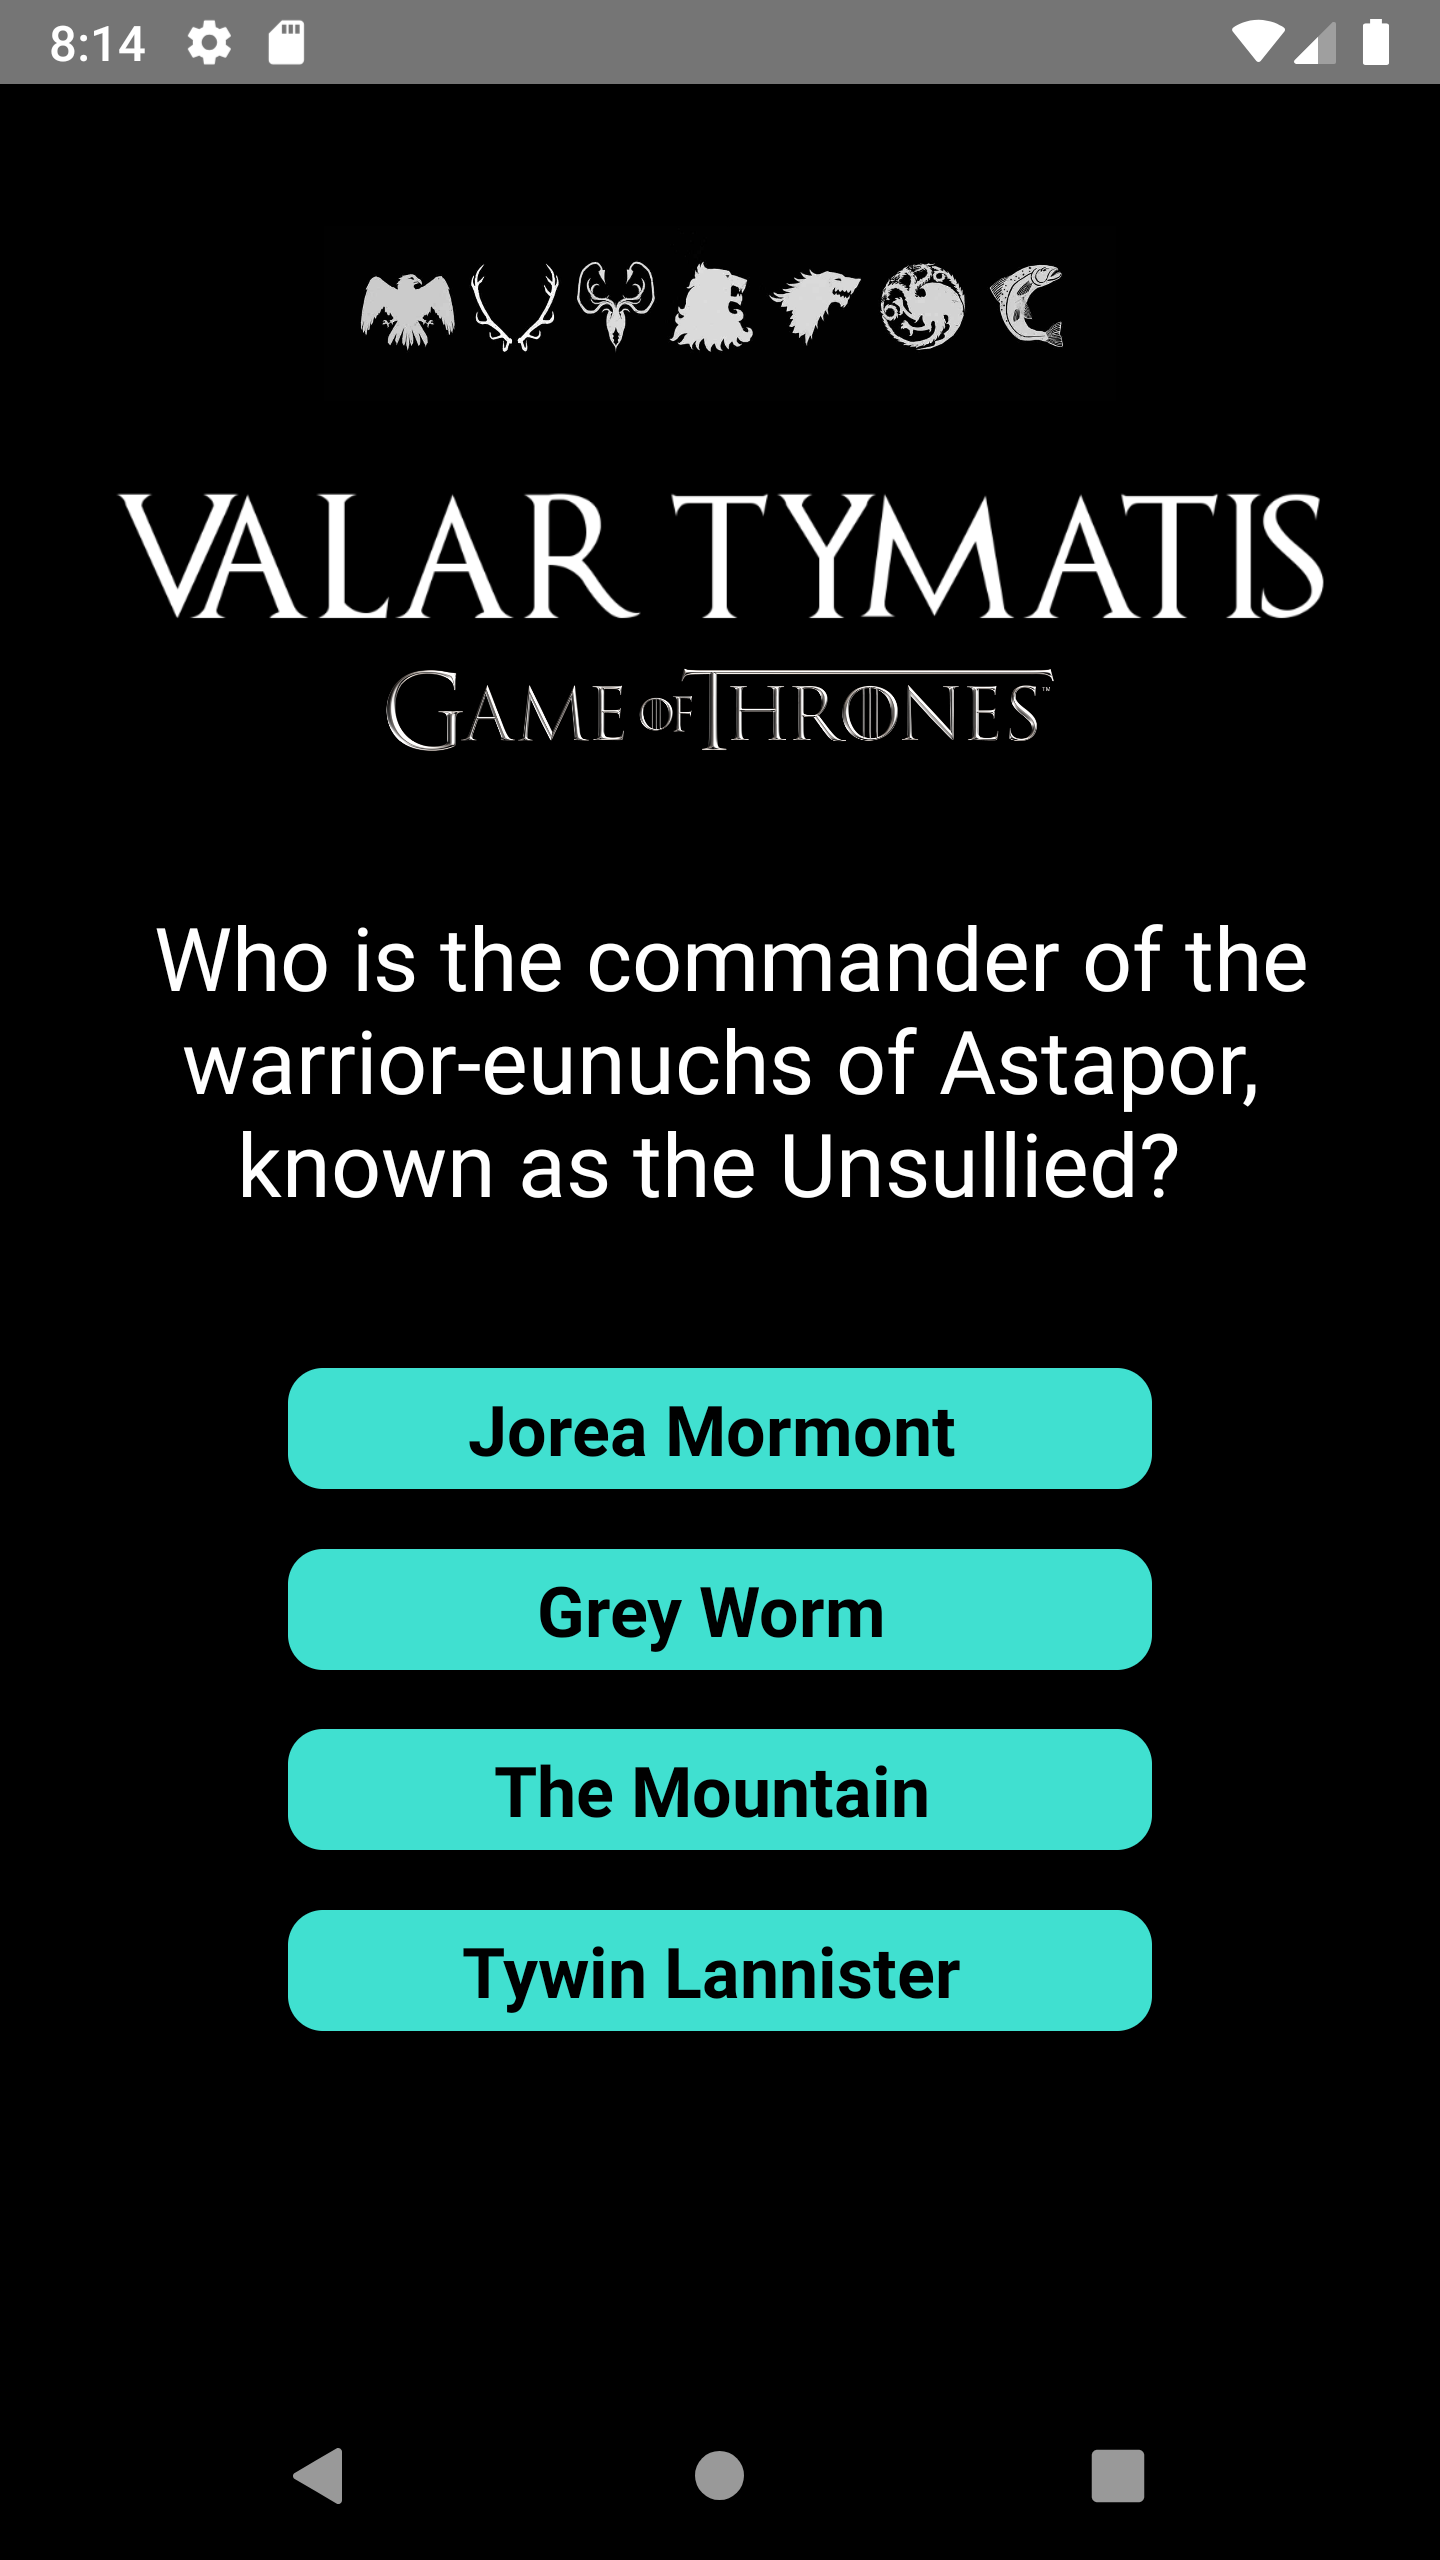 8:14
VALAR TYMATIS
GAME OF THRONES™
Who is the commander of the
warrior-eunuchs of Astapor,
known as the Unsullied?
Jorea Mormont
Grey Worm
The Mountain
Tywin Lannister